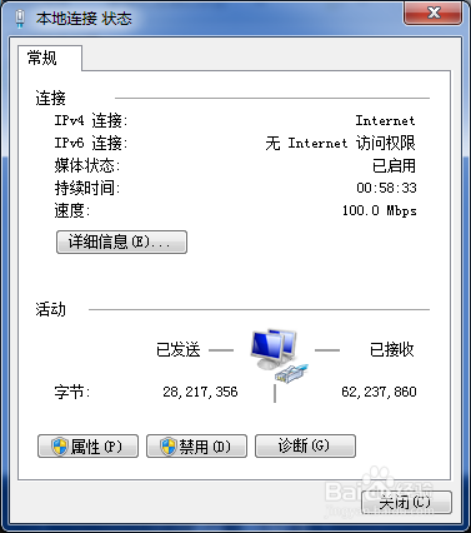 本地连接 状态
常规
连接
IPv4 连接: Internet
IPv6 连接: 无 Internet 访问权限
媒体状态: 已启用
持续时间: 00:58:33
速度: 100.0 Mbps
详细信息(E)...
活动
已发送 已接收
字节: 28,217,356 62,237,860
属性(P) 禁用(D) 诊断(G)
Baidu经验
关闭(C)